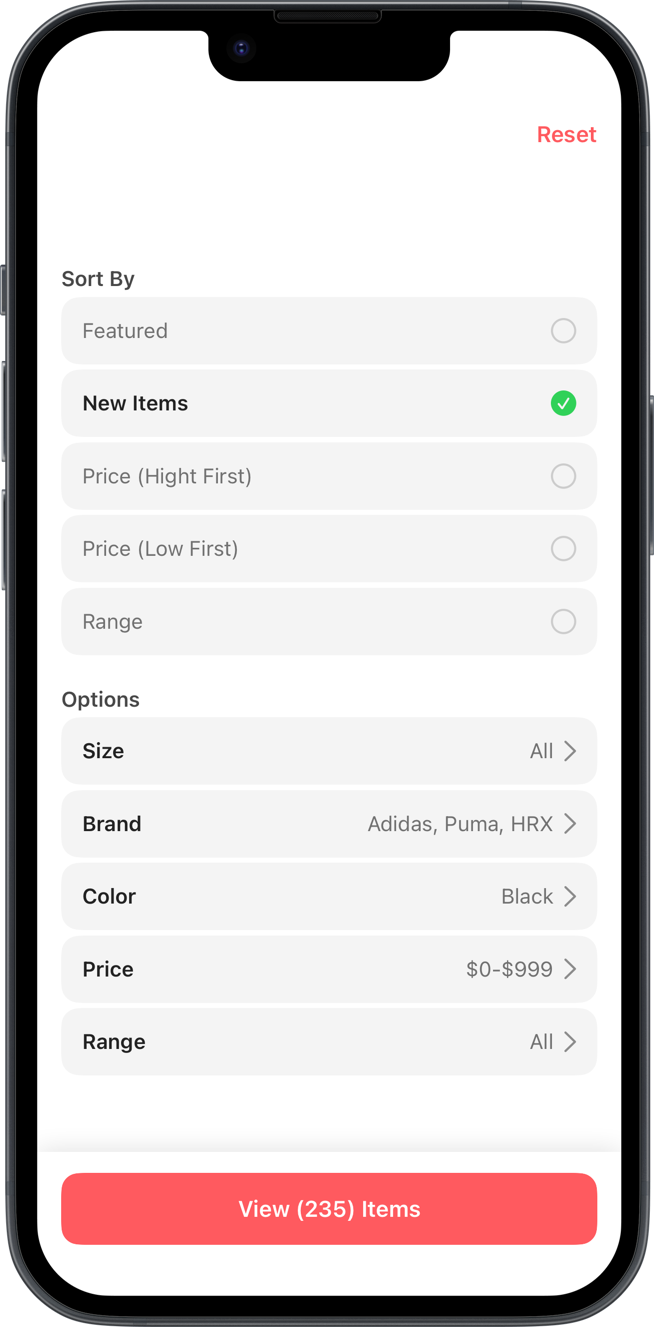 Reset
Sort By
Featured
New Items
Price (Hight First)
Price (Low First)
Range
Options
Size All
Brand Adidas, Puma, HRX
Color Black
Price $0-$999
Range All
View (235) Items